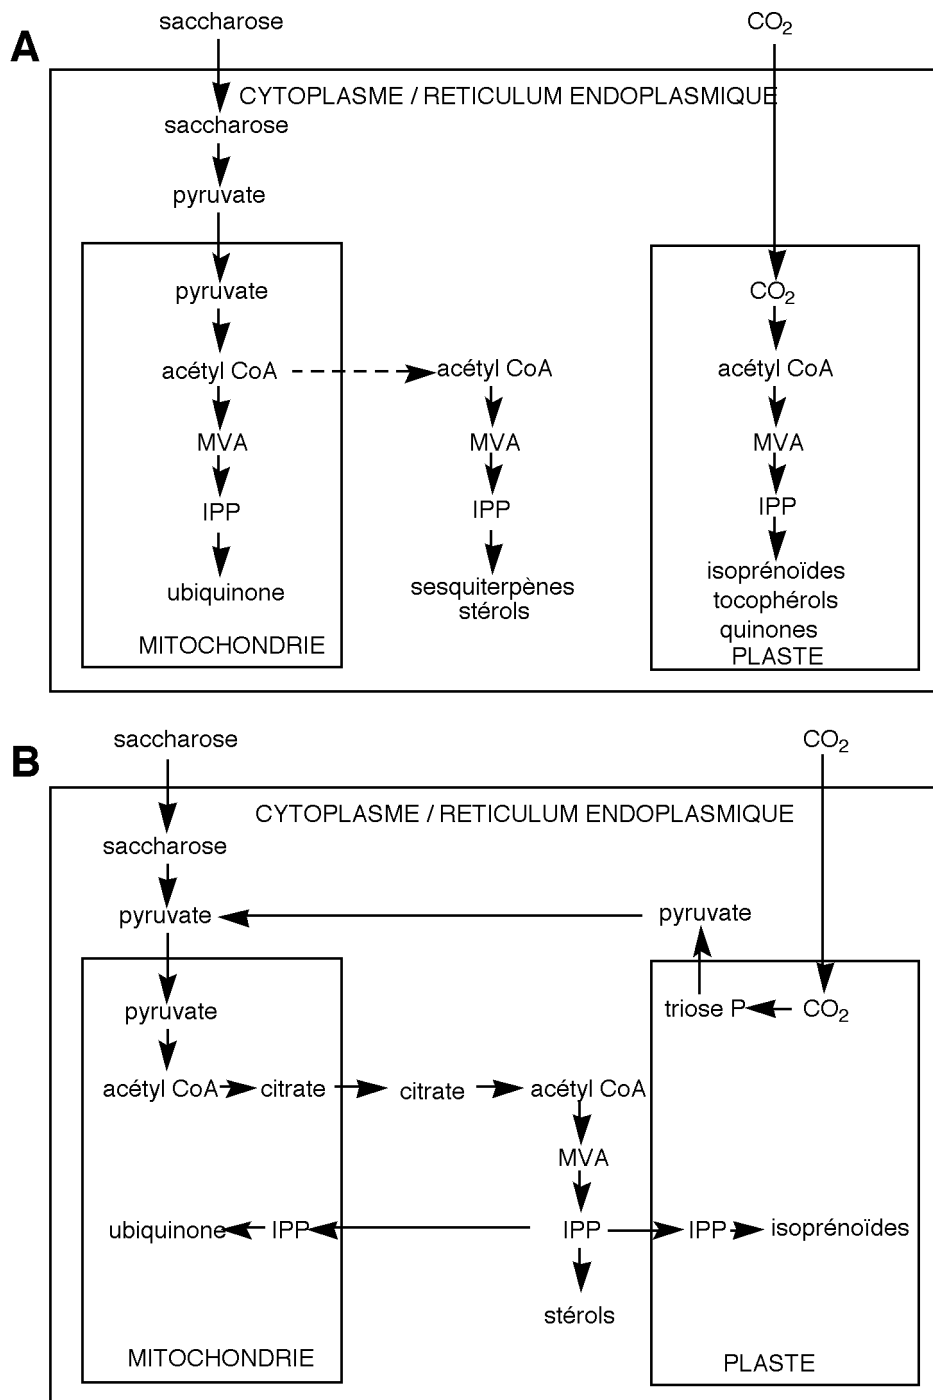 saccharose CO2
A
CYTOPLASME / RETICULUM ENDOPLASMIQUE
saccharose
pyruvate
pyruvate CO2
acétyl CoA acétyl CoA acétyl CoA
MVA MVA MVA
IPP IPP IPP
ubiquinone sesquiterpènes isoprénoïdes
stérols tocophérols
quinones
MITOCHONDRIE PLASTE
saccharose CO2
B
CYTOPLASME / RETICULUM ENDOPLASMIQUE
saccharose
pyruvate pyruvate
pyruvate triose P CO2
acétyl CoA citrate citrate acétyl CoA
MVA
ubiquinone IPP IPP IPP isoprénoïdes
stérols
MITOCHONDRIE PLASTE